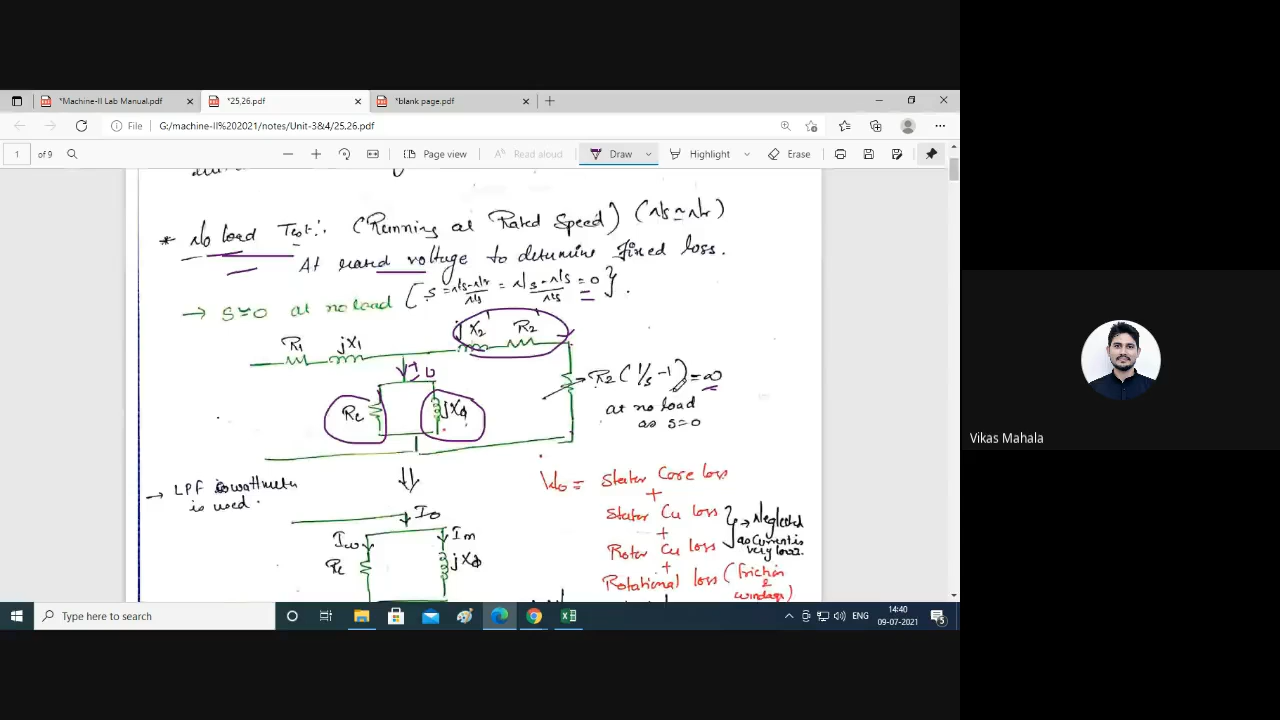 *Machine-II Lab Manual.pdf
*25,26.pdf
*blank page.pdf
File
G:/machine-II%202021/notes/Unit-3&4/25.26.pdf
1 of 9
Page view
Read aloud
Draw
Highlight
Erase
* No load Test:- (Running at Rated Speed) (Ns ≃ Nr)
At rated voltage to determine fixed loss.
→ S≃0 at no load [S = Ns-Nr/Ns = Ns-Ns/Ns = 0}.
R1 jX1 jX2 R2
I0
Rc jXϕ
→ R2 (1/s -1) = ∞
at no load
as s=0
→ LPF wattmeter
is used.
Wo = Stator Core loss
+
Stator Cu loss
+
Rotor Cu loss
} → Neglected
as current is
very low.
+
Rotational loss (friction
&
windage)
Io
Iw Im
Rc jXϕ
Vikas Mahala
Type here to search
ENG
14:40
09-07-2021
5